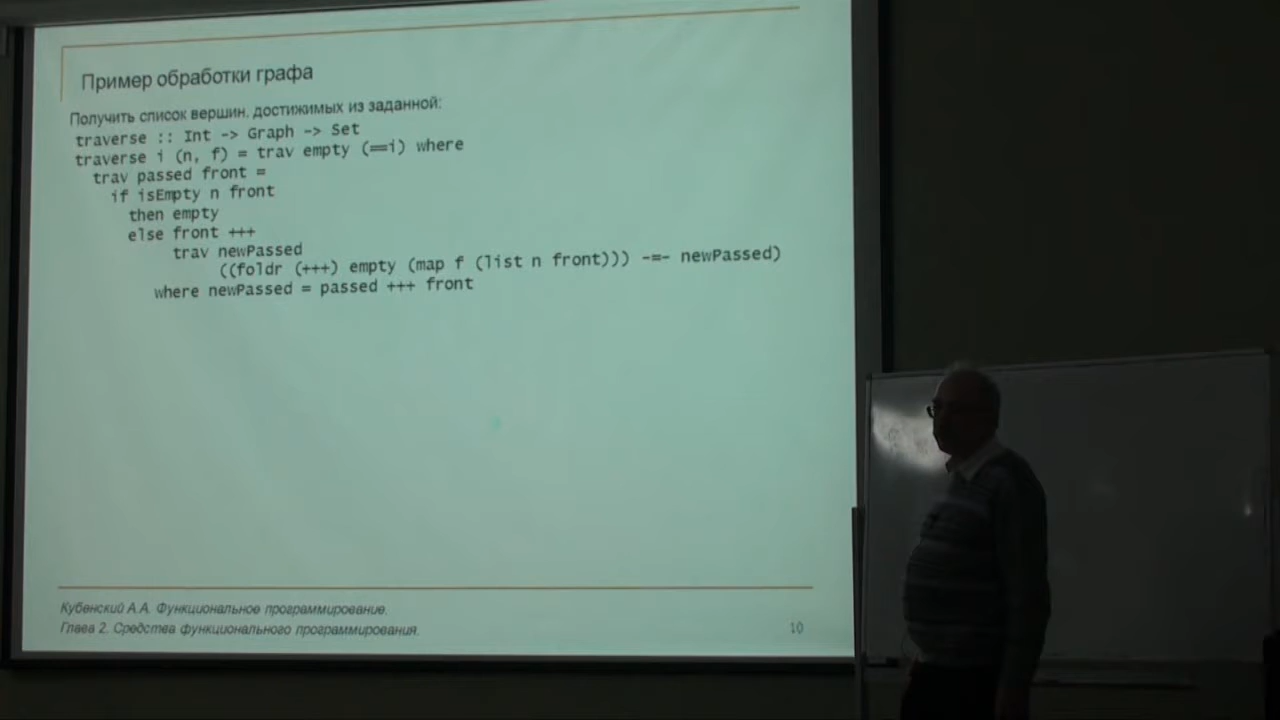 Пример обработки графа
Получить список вершин, достижимых из заданной:
traverse :: Int -> Graph -> Set
traverse i (n, f) = trav empty (==i) where
trav passed front =
if isEmpty n front
then empty
else front +++
trav newPassed
((foldr (+++) empty (map f (list n front))) -=- newPassed)
where newPassed = passed +++ front
Кубенский А.А. Функциональное программирование.
Глава 2. Средства функционального программирования.
10